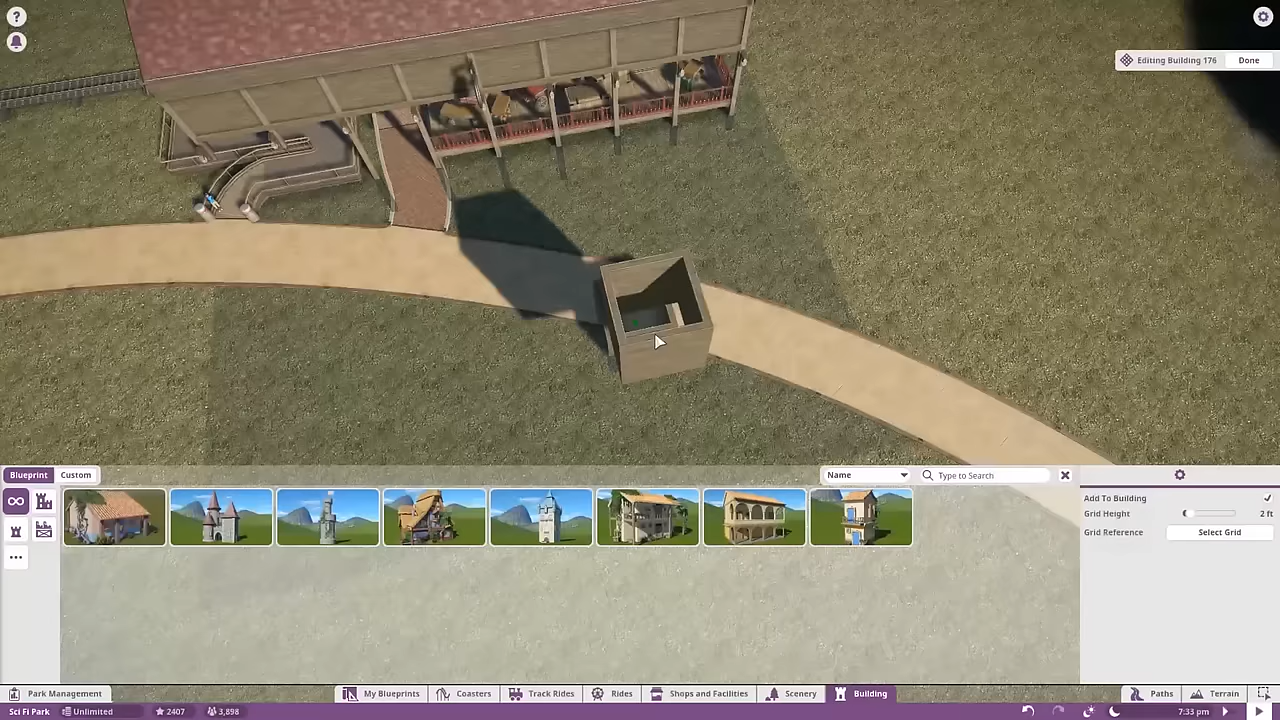 ?
Editing Building 176 Done
Blueprint Custom Name Type to Search
Add To Building
Grid Height 2 ft
Grid Reference Select Grid
Park Management My Blueprints Coasters Track Rides Rides Shops and Facilities Scenery Building Paths Terrain
Sci Fi Park Unlimited 2407 3,898 7:33 pm